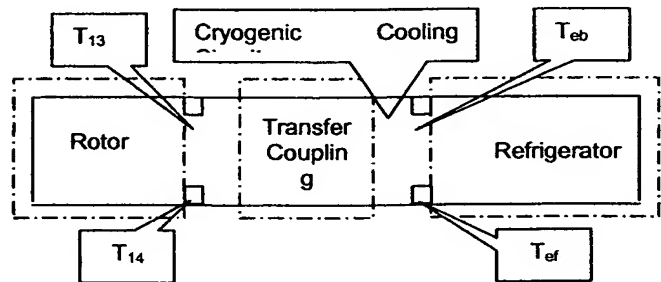 T13
Cryogenic Cooling
Teb
Rotor
Transfer
Couplin
g
Refrigerator
T14
Tef